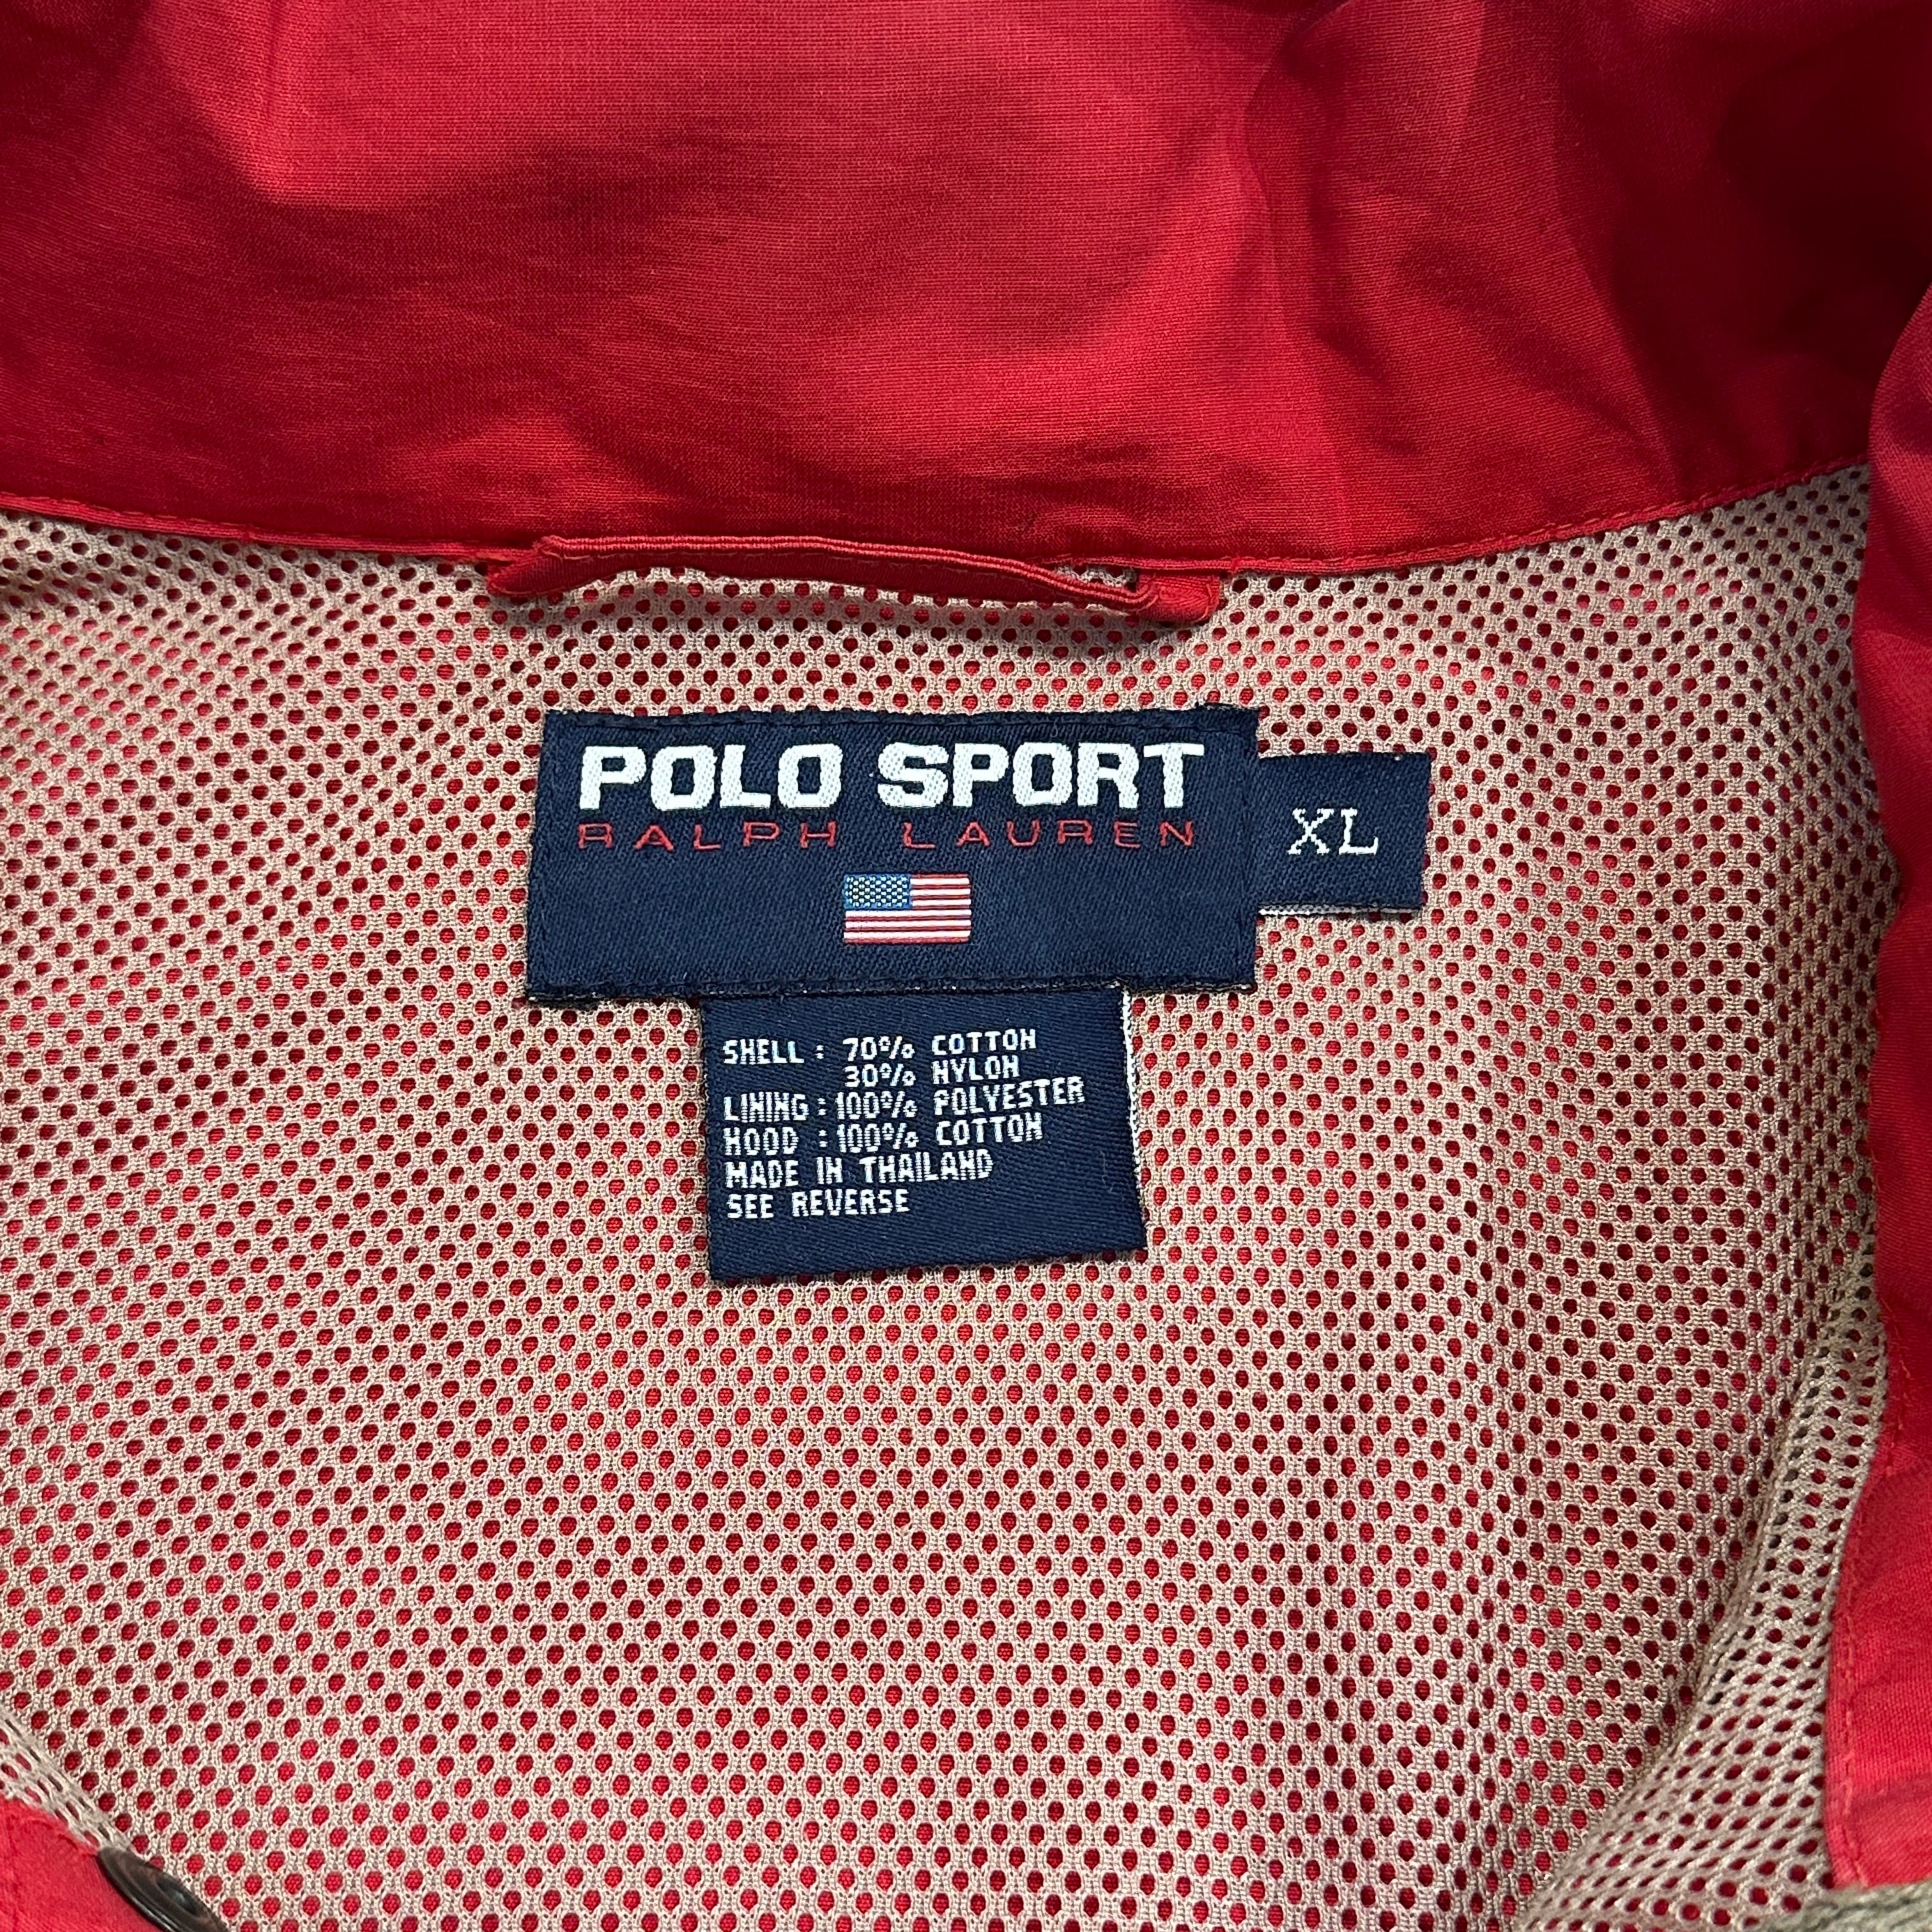 POLO SPORT
RALPH LAUREN
XL
SHELL : 70% COTTON
30% NYLON
LINING : 100% POLYESTER
HOOD : 100% COTTON
MADE IN THAILAND
SEE REVERSE